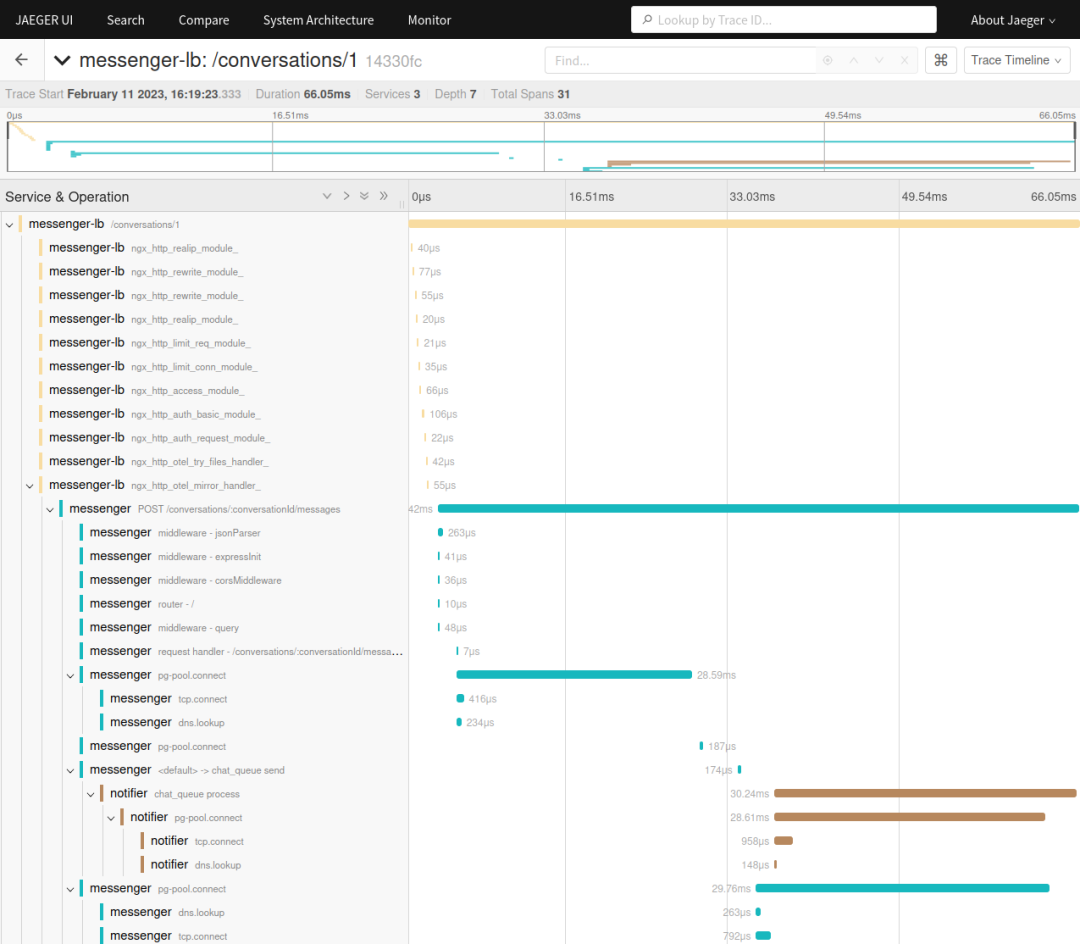 JAEGER UI Search Compare System Architecture Monitor Lookup by Trace ID... About Jaeger
messenger-lb: /conversations/1 14330fc Find... ⌘ Trace Timeline
Trace Start February 11 2023, 16:19:23.333 Duration 66.05ms Services 3 Depth 7 Total Spans 31
0μs 16.51ms 33.03ms 49.54ms 66.05ms
Service & Operation 0μs 16.51ms 33.03ms 49.54ms 66.05ms
messenger-lb /conversations/1
messenger-lb ngx_http_realip_module_ 40μs
messenger-lb ngx_http_rewrite_module_ 77μs
messenger-lb ngx_http_rewrite_module_ 55μs
messenger-lb ngx_http_realip_module_ 20μs
messenger-lb ngx_http_limit_req_module_ 21μs
messenger-lb ngx_http_limit_conn_module_ 35μs
messenger-lb ngx_http_access_module_ 66μs
messenger-lb ngx_http_auth_basic_module_ 106μs
messenger-lb ngx_http_auth_request_module_ 22μs
messenger-lb ngx_http_otel_try_files_handler_ 42μs
messenger-lb ngx_http_otel_mirror_handler_ 55μs
messenger POST /conversations/:conversationId/messages 42ms
messenger middleware - jsonParser 263μs
messenger middleware - expressInit 41μs
messenger middleware - corsMiddleware 36μs
messenger router - / 10μs
messenger middleware - query 48μs
messenger request handler - /conversations/:conversationId/messa... 7μs
messenger pg-pool.connect 28.59ms
messenger tcp.connect 416μs
messenger dns.lookup 234μs
messenger pg-pool.connect 187μs
messenger <default> -> chat_queue send 174μs
notifier chat_queue process 30.24ms
notifier pg-pool.connect 28.61ms
notifier tcp.connect 958μs
notifier dns.lookup 148μs
messenger pg-pool.connect 29.76ms
messenger dns.lookup 263μs
messenger tcp.connect 792μs